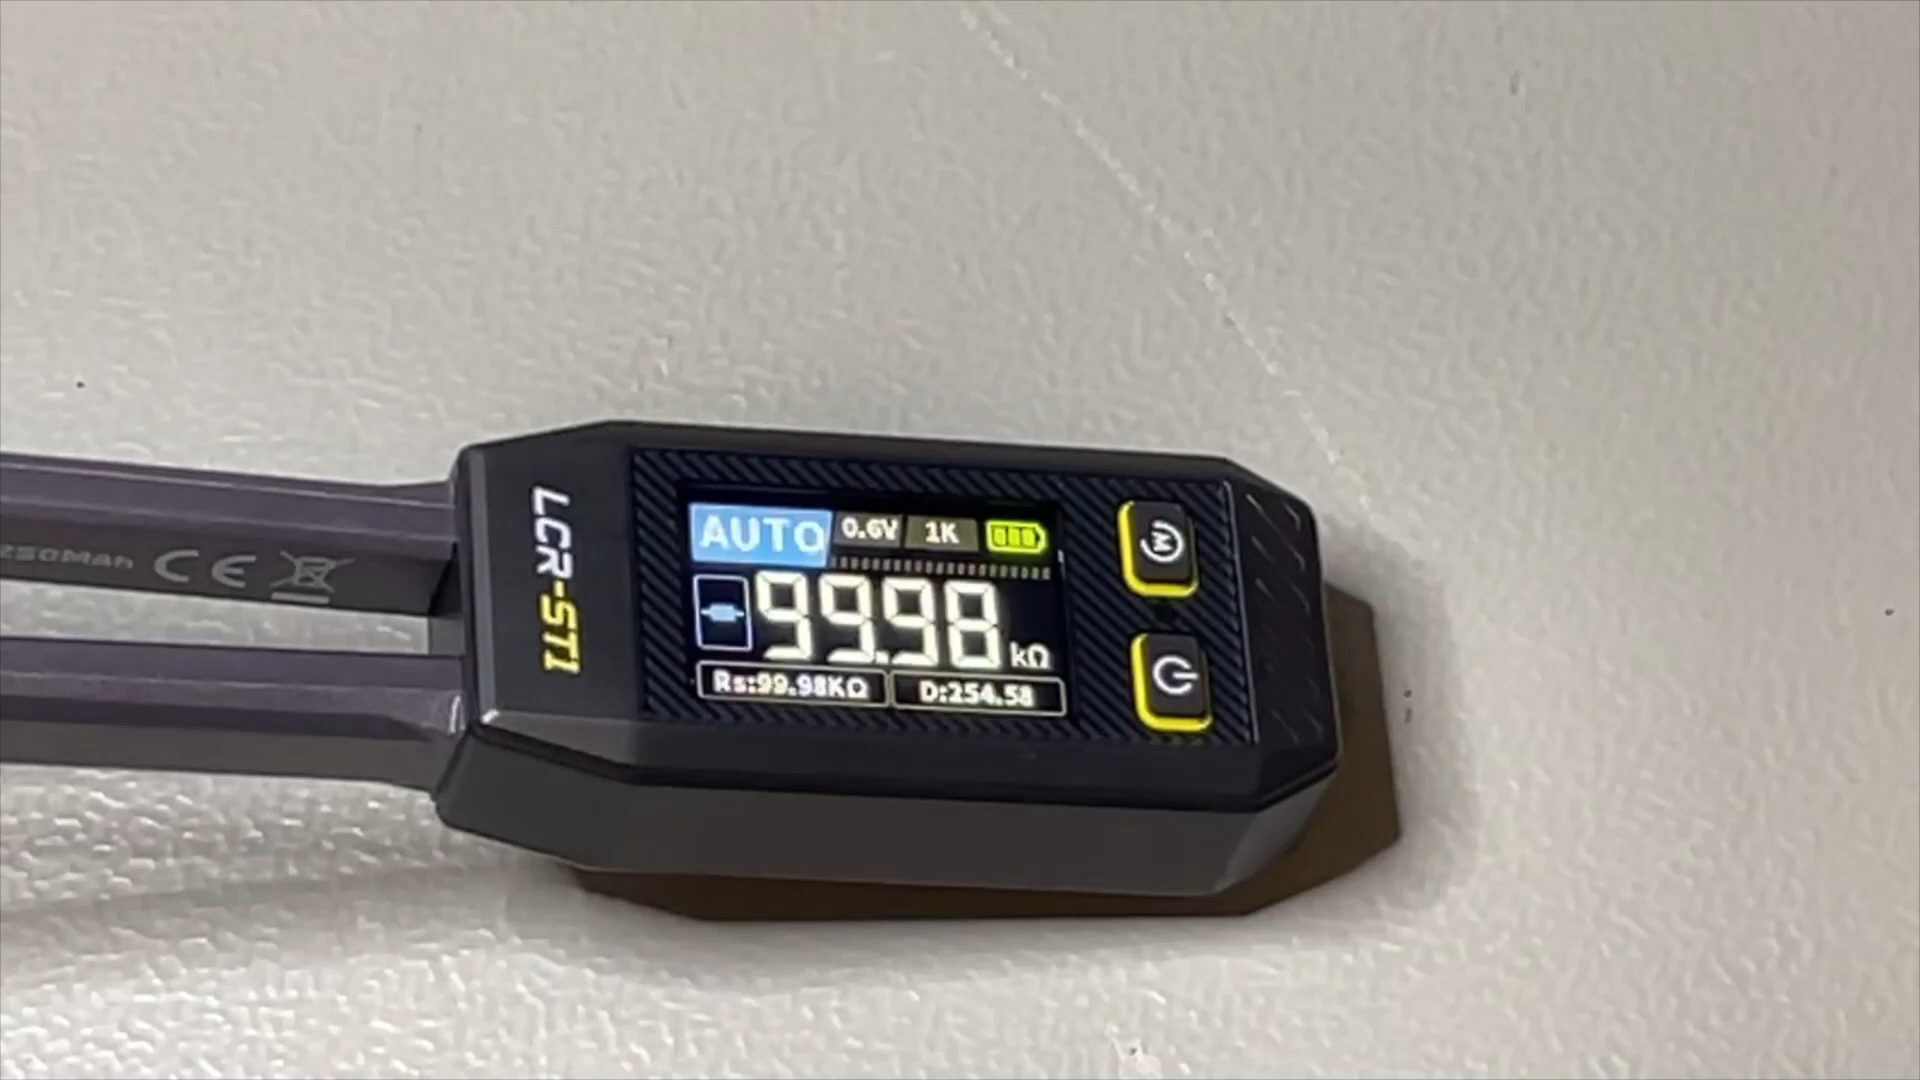 250mAh CE
LCR-ST1
AUTO 0.6V 1K
99.98 kΩ
Rs:99.98KΩ D:254.58
M